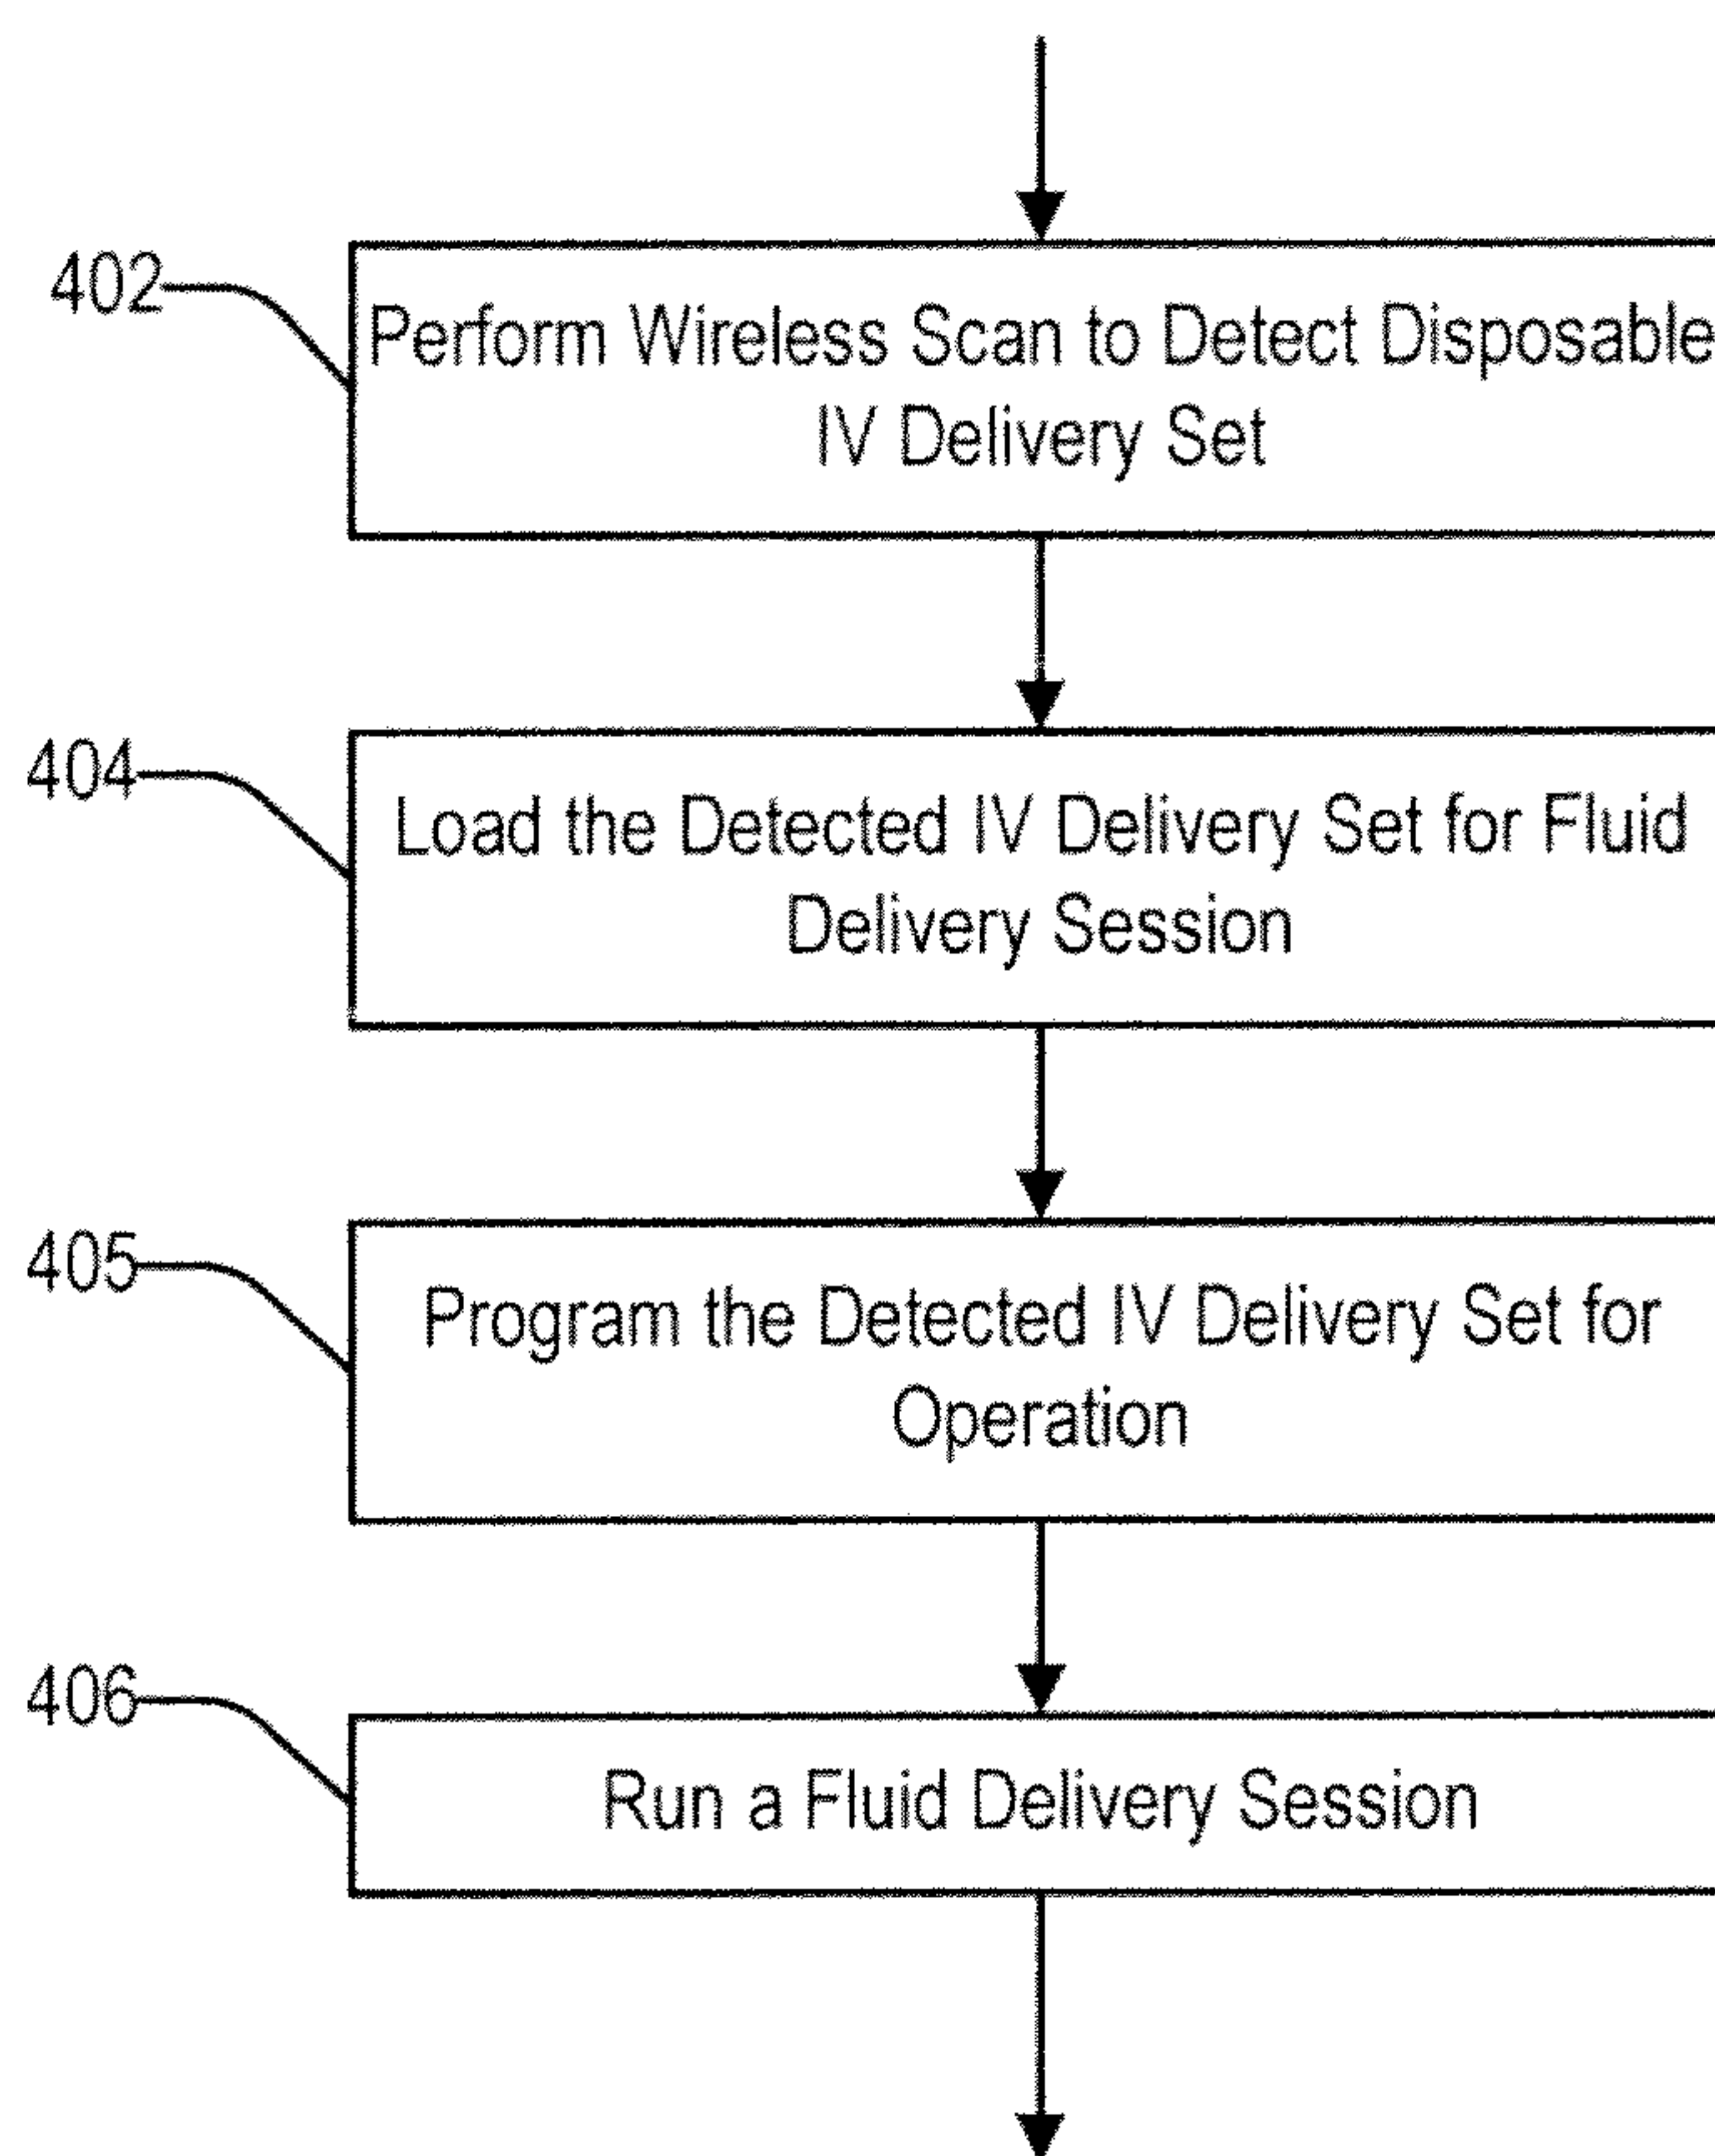 402
Perform Wireless Scan to Detect Disposable
IV Delivery Set
404
Load the Detected IV Delivery Set for Fluid
Delivery Session
405
Program the Detected IV Delivery Set for
Operation
406
Run a Fluid Delivery Session